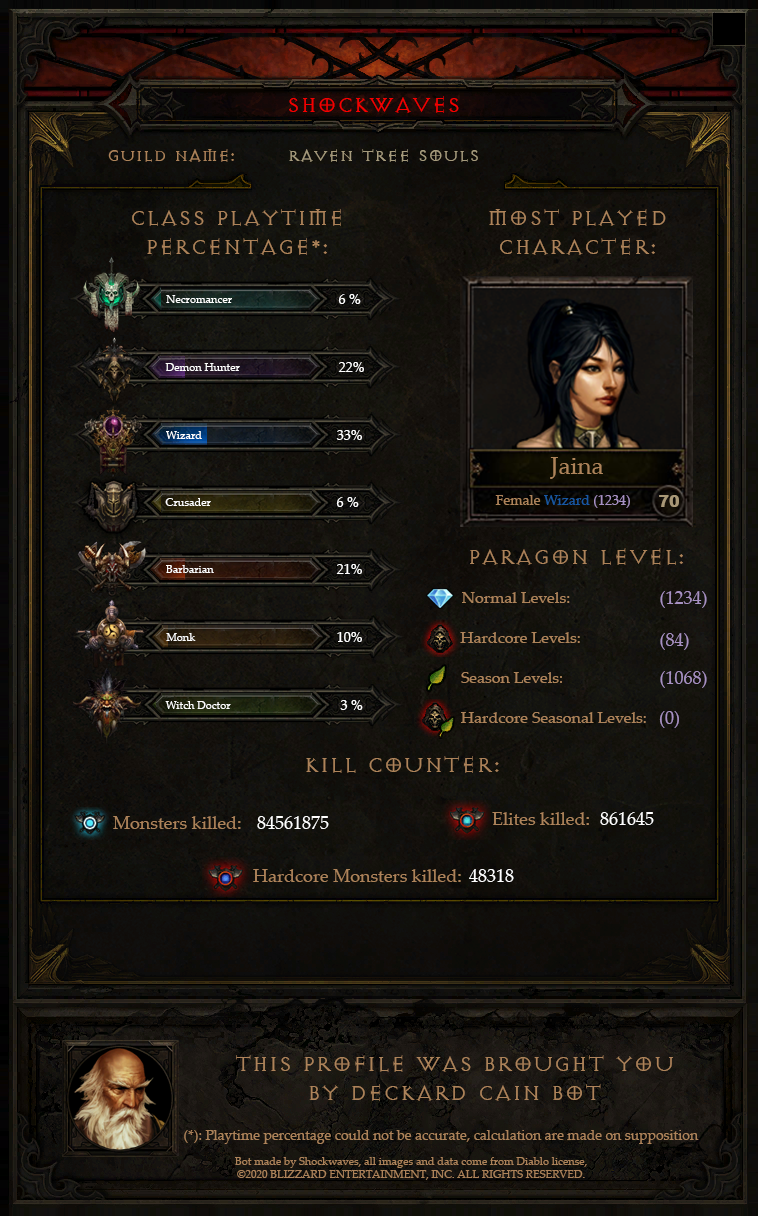 SHOCKWAVES
GUILD NAME: RAVEN TREE SOULS
CLASS PLAYTIME
PERCENTAGE*:
Necromancer 6 %
Demon Hunter 22%
Wizard 33%
Crusader 6 %
Barbarian 21%
Monk 10%
Witch Doctor 3 %
MOST PLAYED
CHARACTER:
Jaina
Female Wizard (1234) 70
PARAGON LEVEL:
Normal Levels: (1234)
Hardcore Levels: (84)
Season Levels: (1068)
Hardcore Seasonal Levels: (0)
KILL COUNTER:
Monsters killed: 84561875
Elites killed: 861645
Hardcore Monsters killed: 48318
THIS PROFILE WAS BROUGHT YOU
BY DECKARD CAIN BOT
(*): Playtime percentage could not be accurate, calculation are made on supposition
Bot made by Shockwaves, all images and data come from Diablo license,
©2020 BLIZZARD ENTERTAINMENT, INC. ALL RIGHTS RESERVED.